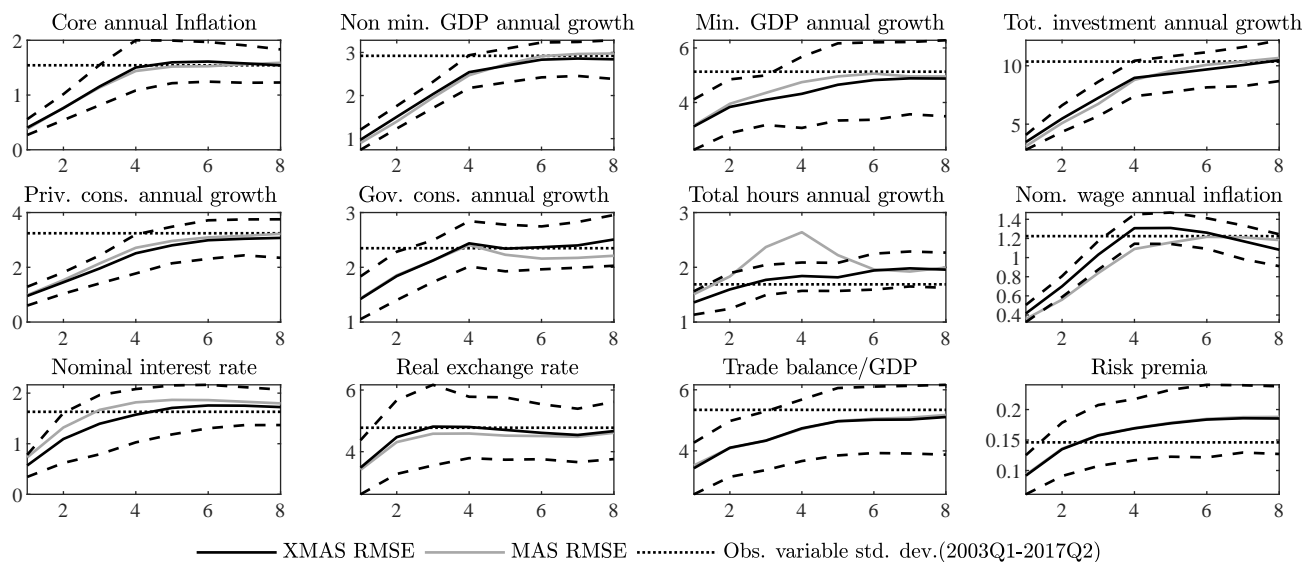 Core annual Inflation
Non min. GDP annual growth
Min. GDP annual growth
Tot. investment annual growth
2
1
0
2 4 6 8
3
2
1
2 4 6 8
6
4
2 4 6 8
10
5
2 4 6 8
Priv. cons. annual growth
Gov. cons. annual growth
Total hours annual growth
Nom. wage annual inflation
4
2
0
2 4 6 8
3
2
1
2 4 6 8
3
2
1
2 4 6 8
1.4
1.2
1
0.8
0.6
0.4
2 4 6 8
Nominal interest rate
Real exchange rate
Trade balance/GDP
Risk premia
2
1
0
2 4 6 8
6
4
2 4 6 8
6
4
2 4 6 8
0.2
0.15
0.1
2 4 6 8
XMAS RMSE MAS RMSE Obs. variable std. dev.(2003Q1-2017Q2)